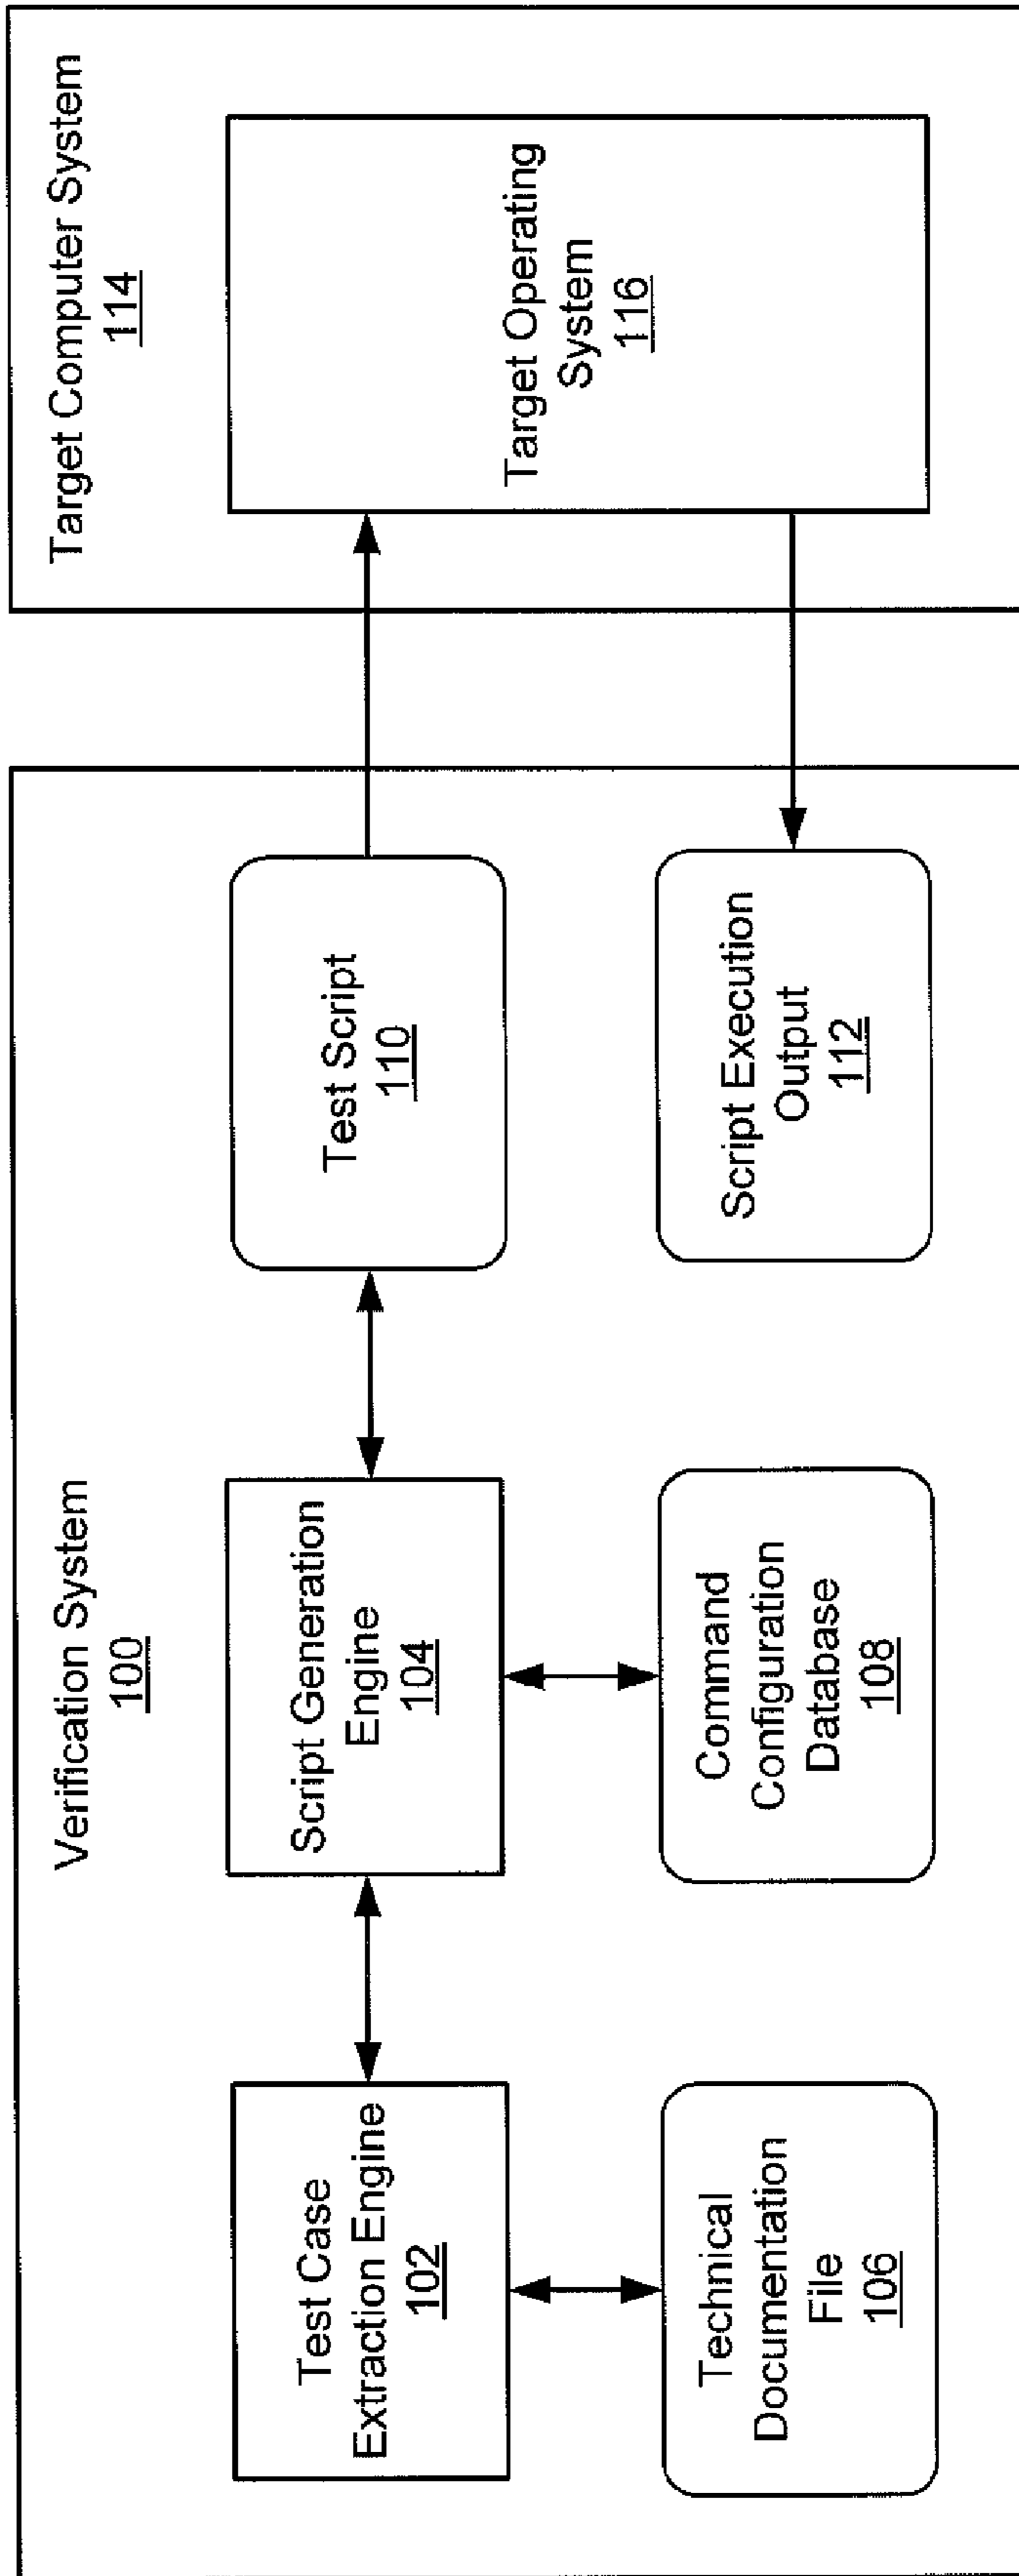 Verification System
100
Test Case
Extraction Engine
102
Script Generation
Engine
104
Test Script
110
Technical
Documentation
File
106
Command
Configuration
Database
108
Script Execution
Output
112
Target Computer System
114
Target Operating
System
116